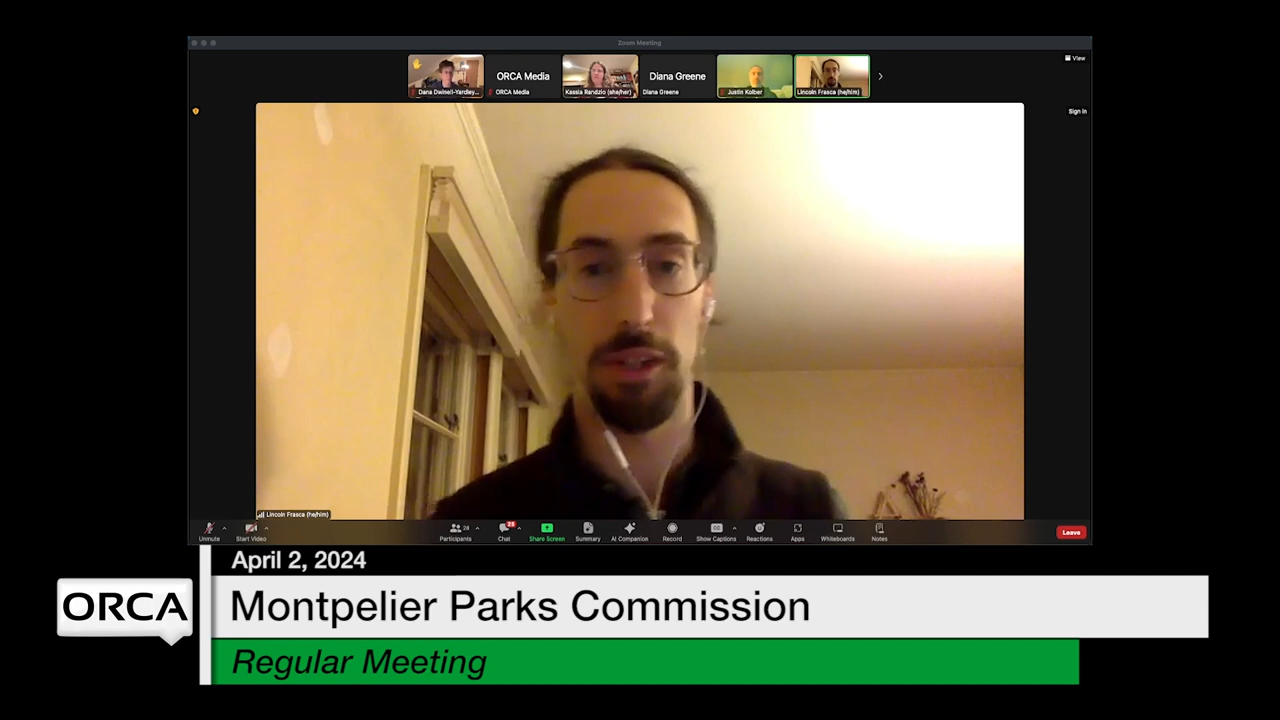 Zoom Meeting
View
ORCA Media
Diana Greene
Dana Dwinell-Yardley...
ORCA Media
Kassia Randzio (she/her)
Diana Greene
Justin Kolber
Lincoln Frasca (he/him)
Sign in
Lincoln Frasca (he/him)
Unmute
Start Video
Participants
28
Chat
25
Share Screen
Summary
AI Companion
Record
Show Captions
Reactions
Apps
Whiteboards
Notes
Leave
April 2, 2024
ORCA
Montpelier Parks Commission
Regular Meeting